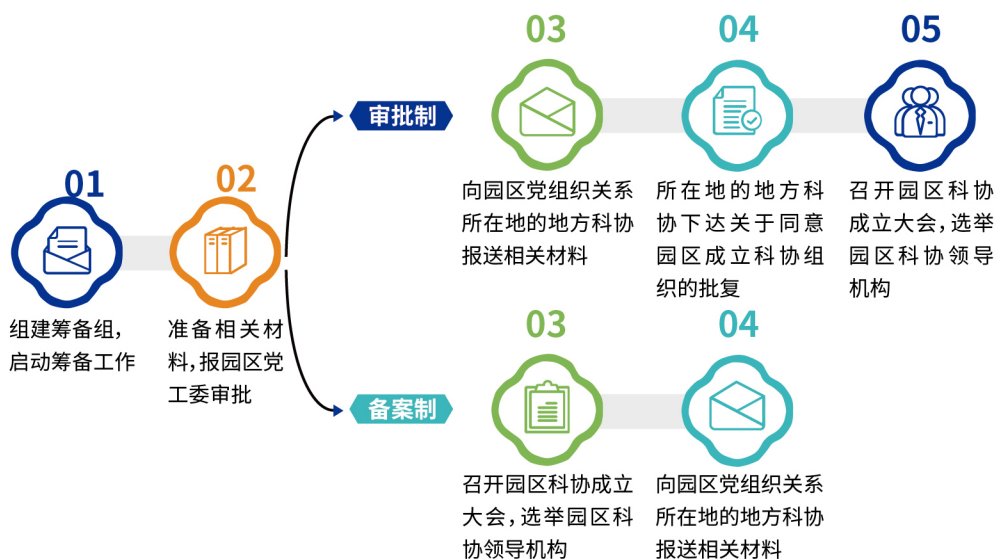 01
组建筹备组，
启动筹备工作
02
准备相关材
料，报园区党
工委审批
审批制
03
向园区党组织关系
所在地的地方科协
报送相关材料
04
所在地的地方科
协下达关于同意
园区成立科协组
织的批复
05
召开园区科协
成立大会，选举
园区科协领导
机构
备案制
03
召开园区科协成立
大会，选举园区科
协领导机构
04
向园区党组织关系
所在地的地方科协
报送相关材料